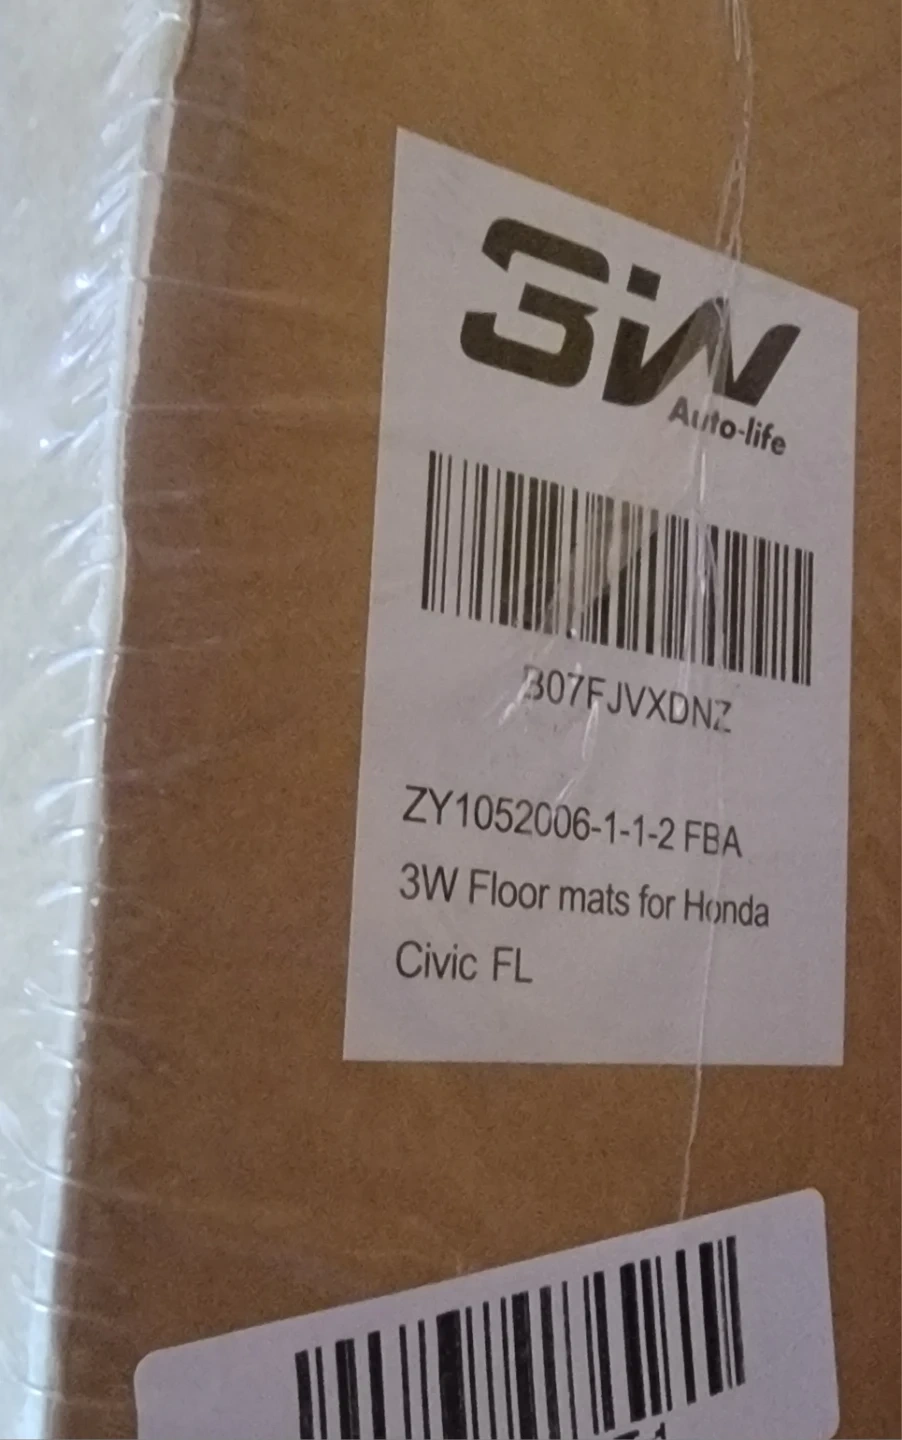 3W
Auto-life
B07FJVXDNZ
ZY1052006-1-1-2 FBA
3W Floor mats for Honda
Civic FL